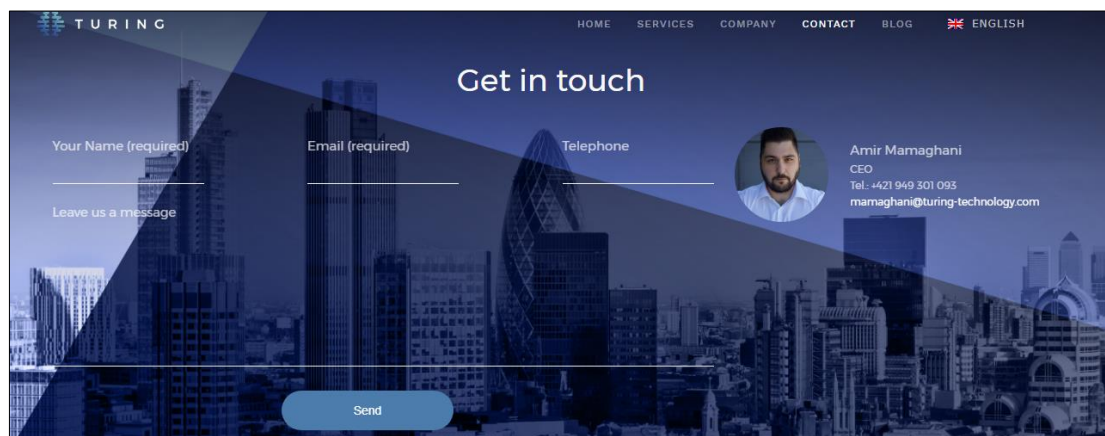 TURING
HOME SERVICES COMPANY CONTACT BLOG ENGLISH
Get in touch
Your Name (required)
Email (required)
Telephone
Leave us a message
Send
Amir Mamaghani
CEO
Tel.: +421 949 301 093
mamaghani@turing-technology.com